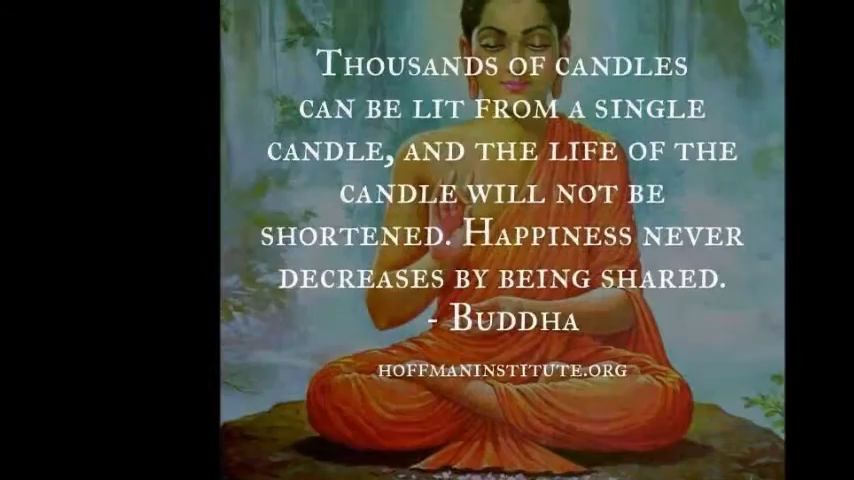 Thousands of candles
can be lit from a single
candle, and the life of the
candle will not be
shortened. Happiness never
decreases by being shared.
- Buddha
hoffmaninstitute.org